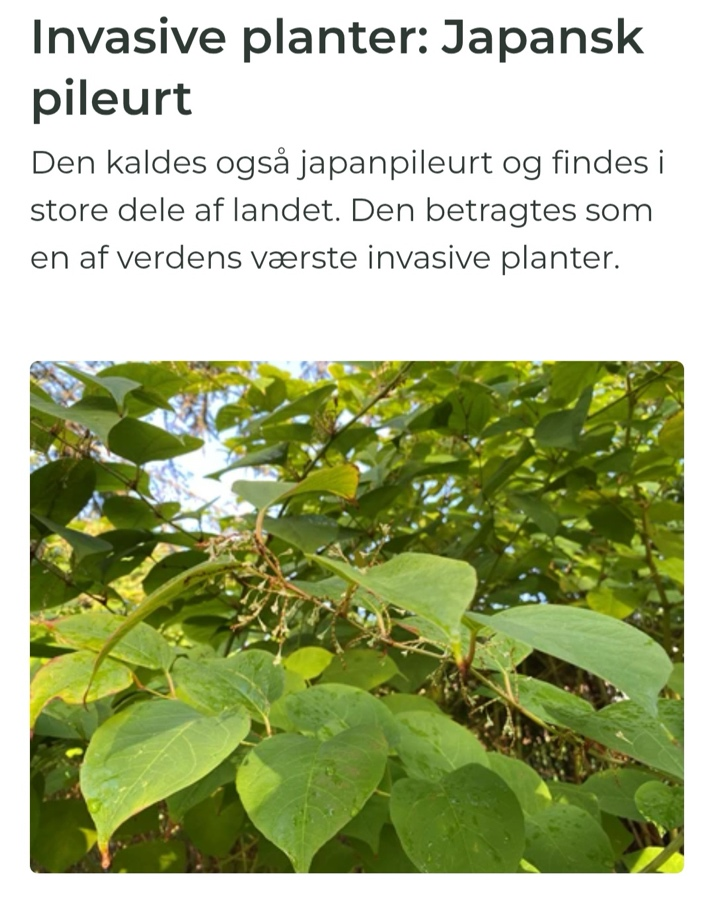 Invasive planter: Japansk
pileurt
Den kaldes også japanpileurt og findes i
store dele af landet. Den betragtes som
en af verdens værste invasive planter.